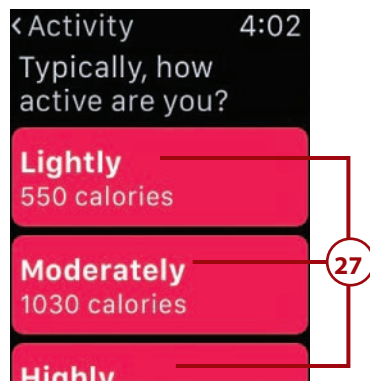 ‹ Activity 4:02
Typically, how
active are you?
Lightly
550 calories
Moderately
1030 calories
Highly
27